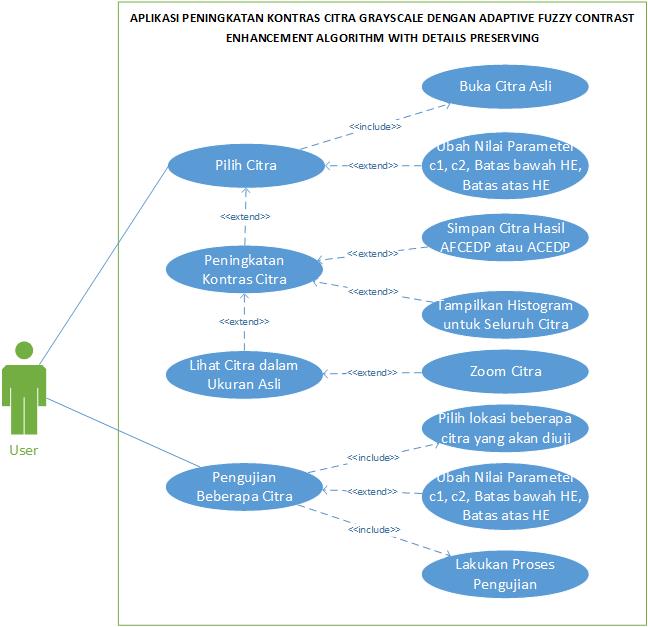 APLIKASI PENINGKATAN KONTRAS CITRA GRAYSCALE DENGAN ADAPTIVE FUZZY CONTRAST
ENHANCEMENT ALGORITHM WITH DETAILS PRESERVING
Buka Citra Asli
<<include>>
Pilih Citra
<<extend>>
Ubah Nilai Parameter
c1, c2, Batas bawah HE,
Batas atas HE
<<extend>>
Simpan Citra Hasil
AFCEDP atau ACEDP
<<extend>>
Peningkatan
Kontras Citra
<<extend>>
Tampilkan Histogram
untuk Seluruh Citra
<<extend>>
Lihat Citra dalam
Ukuran Asli
<<extend>>
Zoom Citra
User
Pilih lokasi beberapa
citra yang akan diuji
<<include>>
Pengujian
Beberapa Citra
<<extend>>
Ubah Nilai Parameter
c1, c2, Batas bawah HE,
Batas atas HE
<<include>>
Lakukan Proses
Pengujian